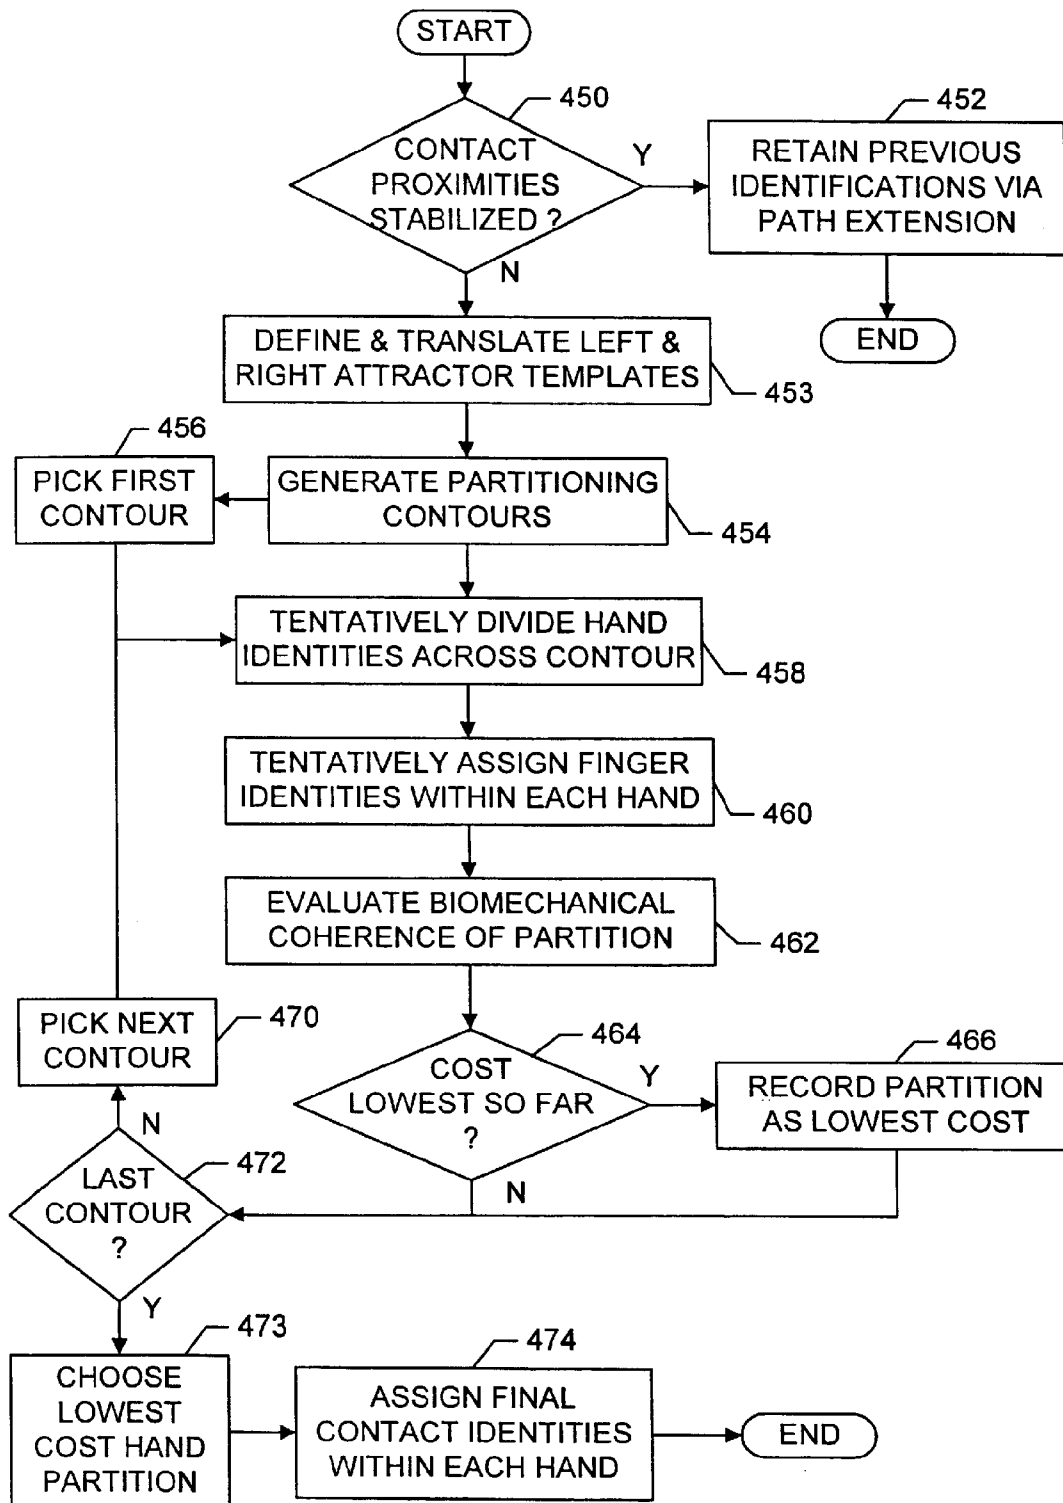 START
450
CONTACT
PROXIMITIES
STABILIZED ?
Y
N
452
RETAIN PREVIOUS
IDENTIFICATIONS VIA
PATH EXTENSION
END
DEFINE & TRANSLATE LEFT &
RIGHT ATTRACTOR TEMPLATES
453
456
PICK FIRST
CONTOUR
GENERATE PARTITIONING
CONTOURS
454
TENTATIVELY DIVIDE HAND
IDENTITIES ACROSS CONTOUR
458
TENTATIVELY ASSIGN FINGER
IDENTITIES WITHIN EACH HAND
460
EVALUATE BIOMECHANICAL
COHERENCE OF PARTITION
462
PICK NEXT
CONTOUR
470
464
COST
LOWEST SO FAR
?
Y
N
466
RECORD PARTITION
AS LOWEST COST
N
472
LAST
CONTOUR
?
Y
473
CHOOSE
LOWEST
COST HAND
PARTITION
474
ASSIGN FINAL
CONTACT IDENTITIES
WITHIN EACH HAND
END